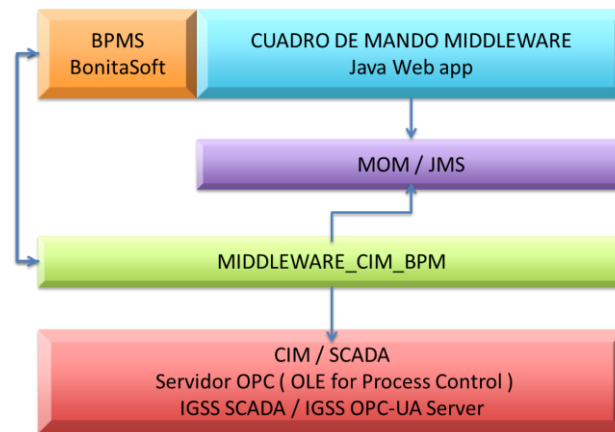 BPMS
BonitaSoft
CUADRO DE MANDO MIDDLEWARE
Java Web app
MOM / JMS
MIDDLEWARE_CIM_BPM
CIM / SCADA
Servidor OPC ( OLE for Process Control )
IGSS SCADA / IGSS OPC-UA Server